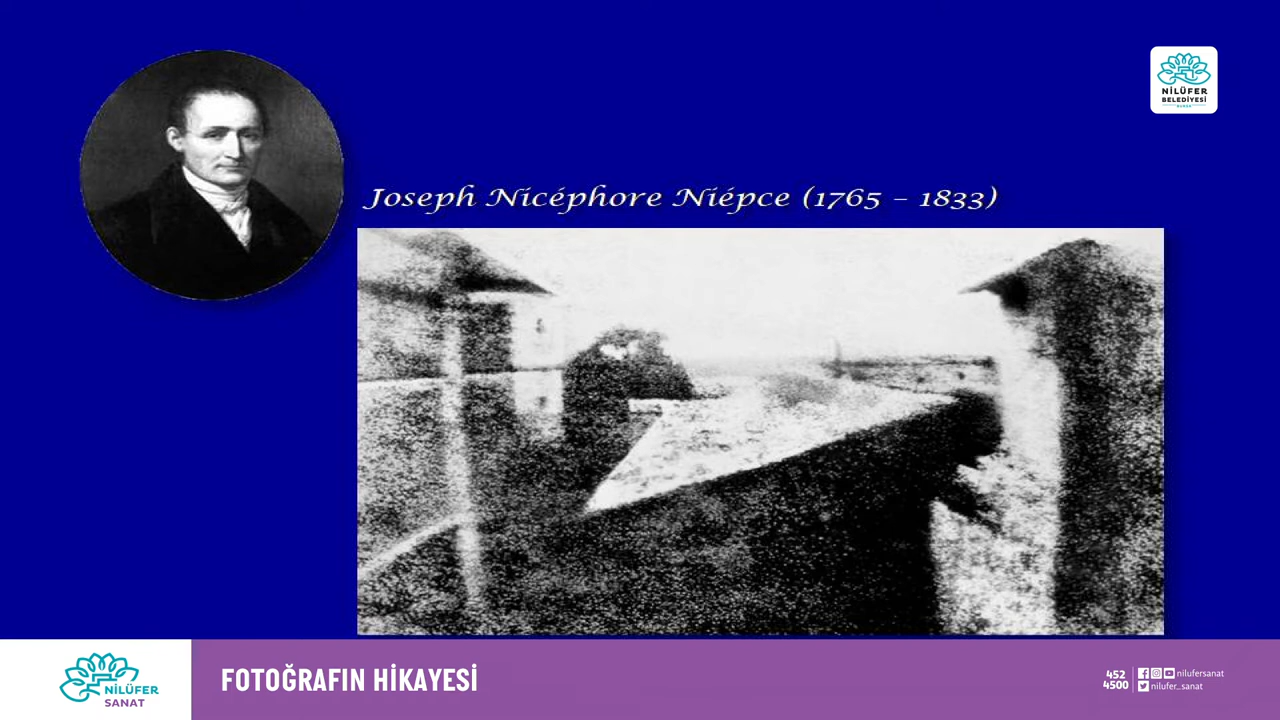 NİLÜFER
BELEDİYESİ
Joseph Nicéphore Niépce (1765 – 1833)
NİLÜFER
SANAT
FOTOĞRAFIN HİKAYESİ
452
4500
nilufersanat
nilufer_sanat